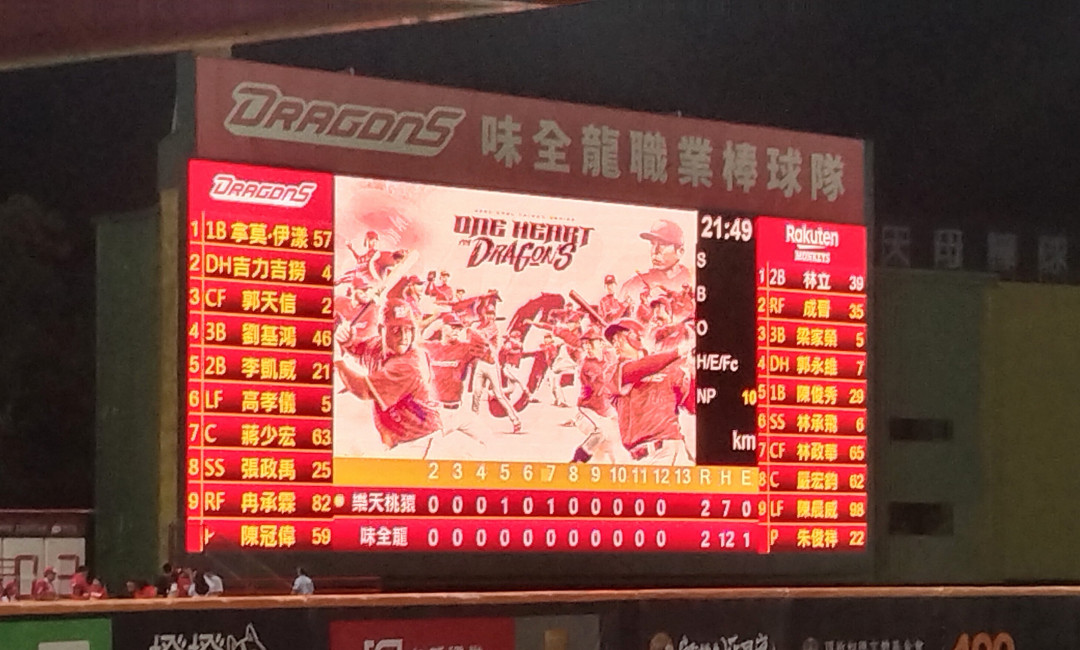 DRAGONS 味全龍職業棒球隊
DRAGONS
1 1B 拿莫·伊漾 57
2 DH 吉力吉撈 4
3 CF 郭天信 2
4 3B 劉基鴻 46
5 2B 李凱威 21
6 LF 高孝儀 5
7 C 蔣少宏 63
8 SS 張政禹 25
9 RF 冉承霖 82
陳冠偉 59
ONE HEART
DRAGONS
21:49
S
B
O
H/E/Fc
NP 10
km
Rakuten
MONKEYS
1 2B 林立 39
2 RF 成晉 35
3 3B 梁家榮 5
4 DH 郭永維 7
5 1B 陳俊秀 29
6 SS 林承飛 6
7 CF 林政華 65
8 C 嚴宏鈞 62
9 LF 陳晨威 98
P 朱俊祥 22
2 3 4 5 6 7 8 9 10 11 12 13 R H E
樂天桃猿 0 0 0 1 0 1 0 0 0 0 0 2 7 0
味全龍 0 0 0 0 0 0 0 0 0 0 0 2 12 1
天母棒球